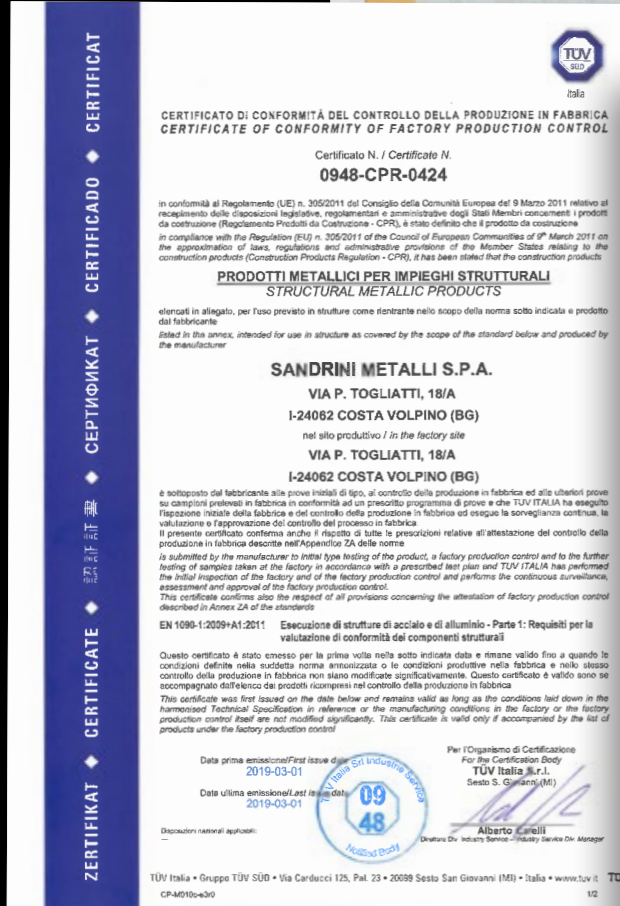 TÜV
SÜD
Italia
CERTIFICATO DI CONFORMITÀ DEL CONTROLLO DELLA PRODUZIONE IN FABBRICA
CERTIFICATE OF CONFORMITY OF FACTORY PRODUCTION CONTROL
Certificato N. / Certificate N.
0948-CPR-0424
in conformità al Regolamento (UE) n. 305/2011 del Consiglio della Comunità Europea del 9 Marzo 2011 relativo al
recepimento delle disposizioni legislative, regolamentari e amministrative degli Stati Membri concernenti i prodotti
da costruzione (Regolamento Prodotti da Costruzione - CPR), è stato definito che il prodotto da costruzione
in compliance with the Regulation (EU) n. 305/2011 of the Council of European Communities of 9th March 2011 on
the approximation of laws, regulations and administrative provisions of the Member States relating to the
construction products (Construction Products Regulation - CPR), it has been stated that the construction products
PRODOTTI METALLICI PER IMPIEGHI STRUTTURALI
STRUCTURAL METALLIC PRODUCTS
elencati in allegato, per l'uso previsto in strutture come rientrante nello scopo della norma sotto indicata e prodotto
dal fabbricante
listed in the annex, intended for use in structure as covered by the scope of the standard below and produced by
the manufacturer
SANDRINI METALLI S.P.A.
VIA P. TOGLIATTI, 18/A
I-24062 COSTA VOLPINO (BG)
nel sito produttivo / in the factory site
VIA P. TOGLIATTI, 18/A
I-24062 COSTA VOLPINO (BG)
è sottoposto dal fabbricante alle prove iniziali di tipo, al controllo della produzione in fabbrica ed alle ulteriori prove
su campioni prelevati in fabbrica in conformità ad un prescritto programma di prove e che TUV ITALIA ha eseguito
l'ispezione iniziale della fabbrica e del controllo della produzione in fabbrica ed esegue la sorveglianza continua, la
valutazione e l'approvazione del controllo del processo in fabbrica
Il presente certificato conferma anche il rispetto di tutte le prescrizioni relative all'attestazione del controllo della
produzione in fabbrica descritte nell'Appendice ZA delle norme
is submitted by the manufacturer to initial type testing of the product, a factory production control and to the further
testing of samples taken at the factory in accordance with a prescribed test plan and TUV ITALIA has performed
the initial inspection of the factory and of the factory production control and performs the continuous surveillance,
assessment and approval of the factory production control.
This certificate confirms also the respect of all provisions concerning the attestation of factory production control
described in Annex ZA of the standards
EN 1090-1:2009+A1:2011 Esecuzione di strutture di acciaio e di alluminio - Parte 1: Requisiti per la
valutazione di conformità dei componenti strutturali
Questo certificato è stato emesso per la prima volta nella sotto indicata data e rimane valido fino a quando le
condizioni definite nella suddetta norma armonizzata o le condizioni produttive nella fabbrica e nello stesso
controllo della produzione in fabbrica non siano modificate significativamente. Questo certificato è valido sono se
accompagnato dall'elenco dei prodotti ricompresi nel controllo della produzione in fabbrica
This certificate was first issued on the date below and remains valid as long as the conditions laid down in the
harmonised Technical Specification in reference or the manufacturing conditions in the factory or the factory
production control itself are not modified significantly. This certificate is valid only if accompanied by the list of
products under the factory production control
Data prima emissione/First issue date
2019-03-01
Data ultima emissione/Last issue date
2019-03-01
Disposizioni nazionali applicabili:
—
TÜV Italia Srl Industrie Service
09
48
Notified Body
Per l'Organismo di Certificazione
For the Certification Body
TÜV Italia S.r.l.
Sesto S. Giovanni (MI)
Alberto Carelli
Direttore Div. Industry Service - Industry Service Div. Manager
TÜV Italia • Gruppo TÜV SÜD • Via Carducci 125, Pal. 23 • 20099 Sesto San Giovanni (MI) • Italia • www.tuv.it TÜ
CP-M010c-e3r0
1/2
ZERTIFIKAT ◆ CERTIFICATE ◆ 認証証書 ◆ СЕРТИФИКАТ ◆ CERTIFICADO ◆ CERTIFICAT